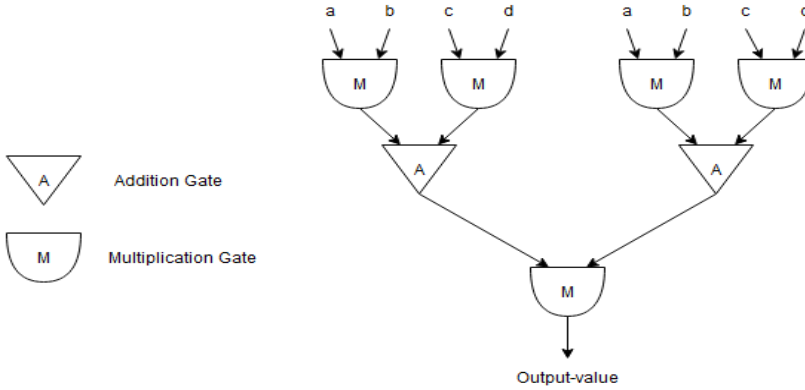 a b c d a b c d
M M M M
A A
A Addition Gate
M Multiplication Gate
M
Output-value